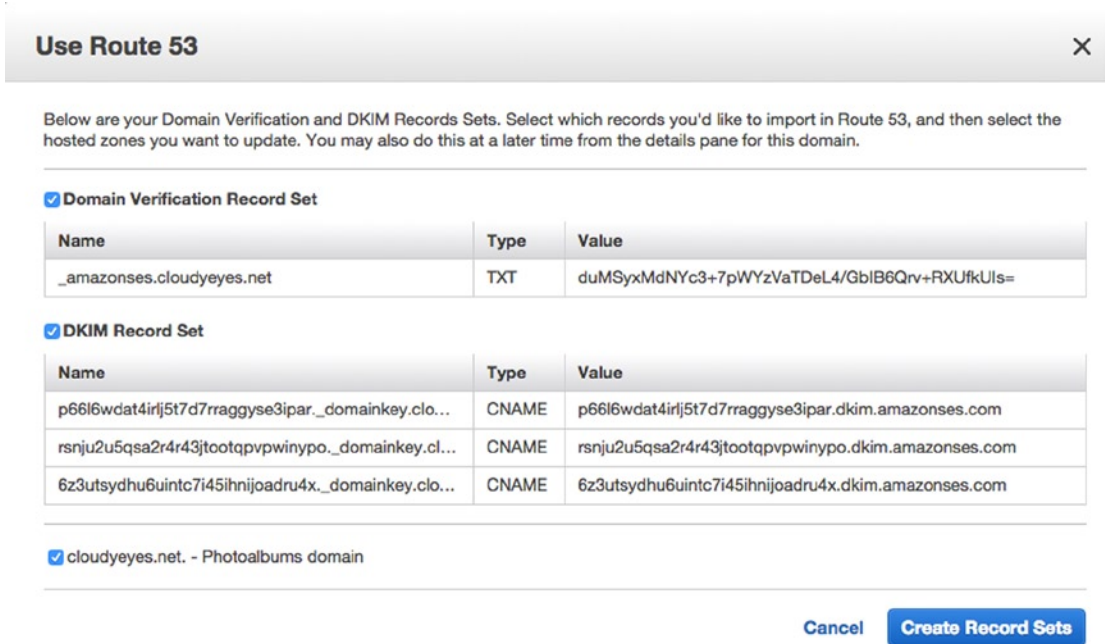 Use Route 53
Below are your Domain Verification and DKIM Records Sets. Select which records you'd like to import in Route 53, and then select the
hosted zones you want to update. You may also do this at a later time from the details pane for this domain.
Domain Verification Record Set
Name Type Value
_amazonses.cloudyeyes.net TXT duMSyxMdNYc3+7pWYzVaTDeL4/GbIB6Qrv+RXUfkUIs=
DKIM Record Set
Name Type Value
p66l6wdat4irlj5t7d7rraggyse3ipar._domainkey.clo... CNAME p66l6wdat4irlj5t7d7rraggyse3ipar.dkim.amazonses.com
rsnju2u5qsa2r4r43jtootqpvpwinypo._domainkey.cl... CNAME rsnju2u5qsa2r4r43jtootqpvpwinypo.dkim.amazonses.com
6z3utsydhu6uintc7i45ihnijoadru4x._domainkey.clo... CNAME 6z3utsydhu6uintc7i45ihnijoadru4x.dkim.amazonses.com
cloudyeyes.net. - Photoalbums domain
Cancel Create Record Sets